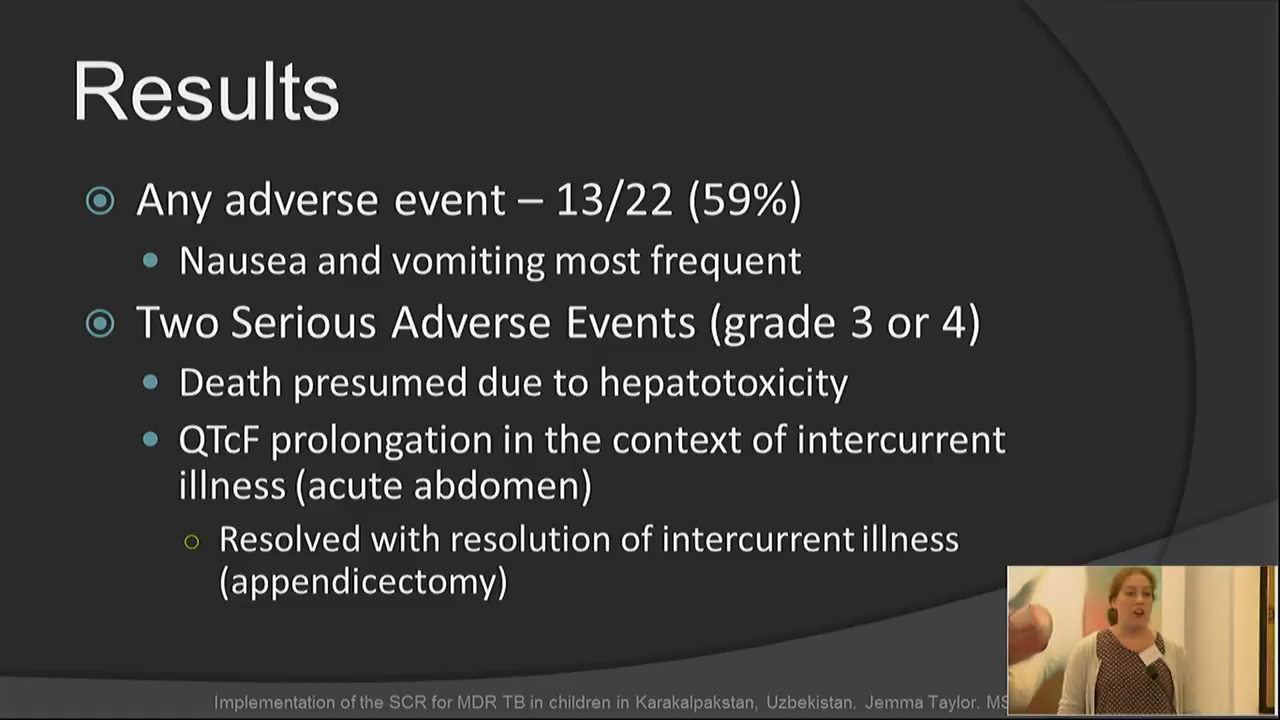 Results
Any adverse event – 13/22 (59%)
Nausea and vomiting most frequent
Two Serious Adverse Events (grade 3 or 4)
Death presumed due to hepatotoxicity
QTcF prolongation in the context of intercurrent
illness (acute abdomen)
Resolved with resolution of intercurrent illness
(appendicectomy)
Implementation of the SCR for MDR TB in children in Karakalpakstan, Uzbekistan. Jemma Taylor. MS